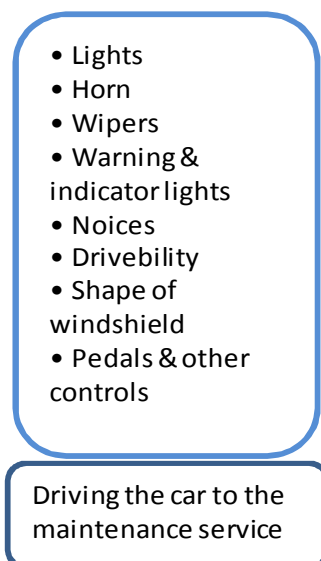 • Lights
• Horn
• Wipers
• Warning &
indicator lights
• Noices
• Drivebility
• Shape of
windshield
• Pedals & other
controls
Driving the car to the
maintenance service